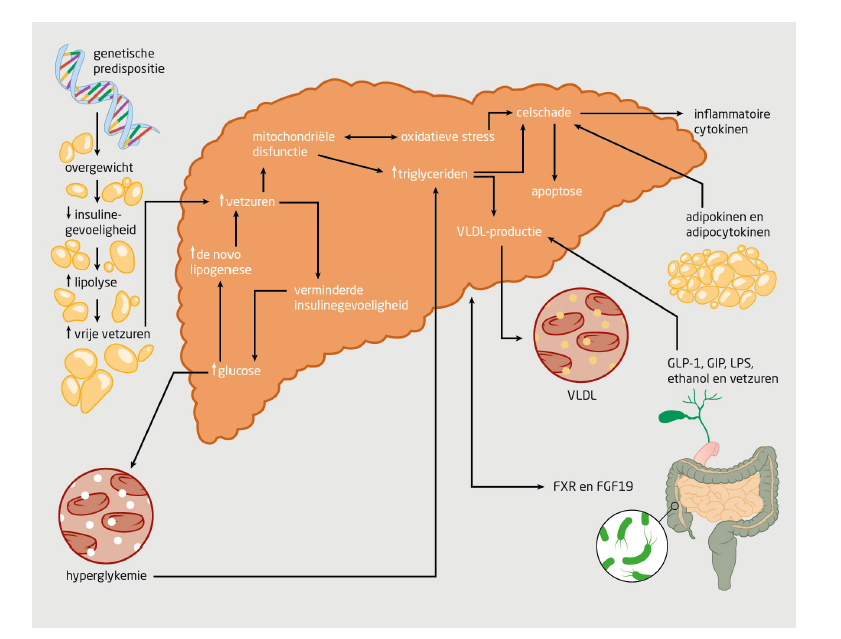 genetische
predispositie
overgewicht
↓ insuline-
gevoeligheid
↑ lipolyse
↑ vrije vetzuren
hyperglykemie
mitochondriële
disfunctie
oxidatieve stress
celschade
inflammatoire
cytokinen
↑ triglyceriden
apoptose
↑ vetzuren
VLDL-productie
adipokinen en
adipocytokinen
↑ de novo
lipogenese
verminderde
insulinegevoeligheid
↑ glucose
VLDL
GLP-1, GIP, LPS,
ethanol en vetzuren
FXR en FGF19